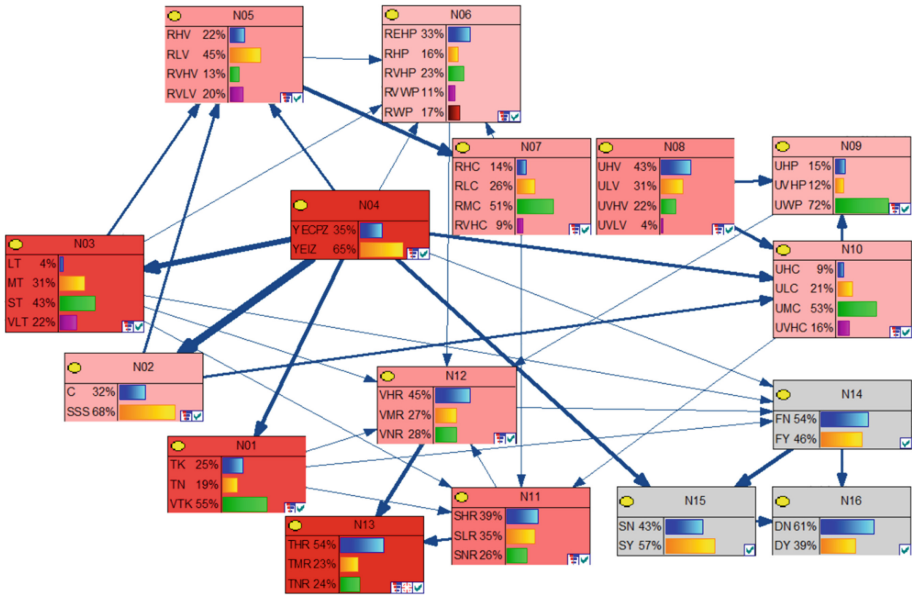 N05
RHV 22%
RLV 45%
RVHV 13%
RVLV 20%
N06
REHP 33%
RHP 16%
RVHP 23%
RVWP 11%
RWP 17%
N07
RHC 14%
RLC 26%
RMC 51%
RVHC 9%
N08
UHV 43%
ULV 31%
UVHV 22%
UVLV 4%
N09
UHP 15%
UVHP 12%
UWP 72%
N04
YECPZ 35%
YEIZ 65%
N03
LT 4%
MT 31%
ST 43%
VLT 22%
N10
UHC 9%
ULC 21%
UMC 53%
UVHC 16%
N02
C 32%
SSS 68%
N12
VHR 45%
VMR 27%
VNR 28%
N14
FN 54%
FY 46%
N01
TK 25%
TN 19%
VTK 55%
N13
THR 54%
TMR 23%
TNR 24%
N11
SHR 39%
SLR 35%
SNR 26%
N15
SN 43%
SY 57%
N16
DN 61%
DY 39%